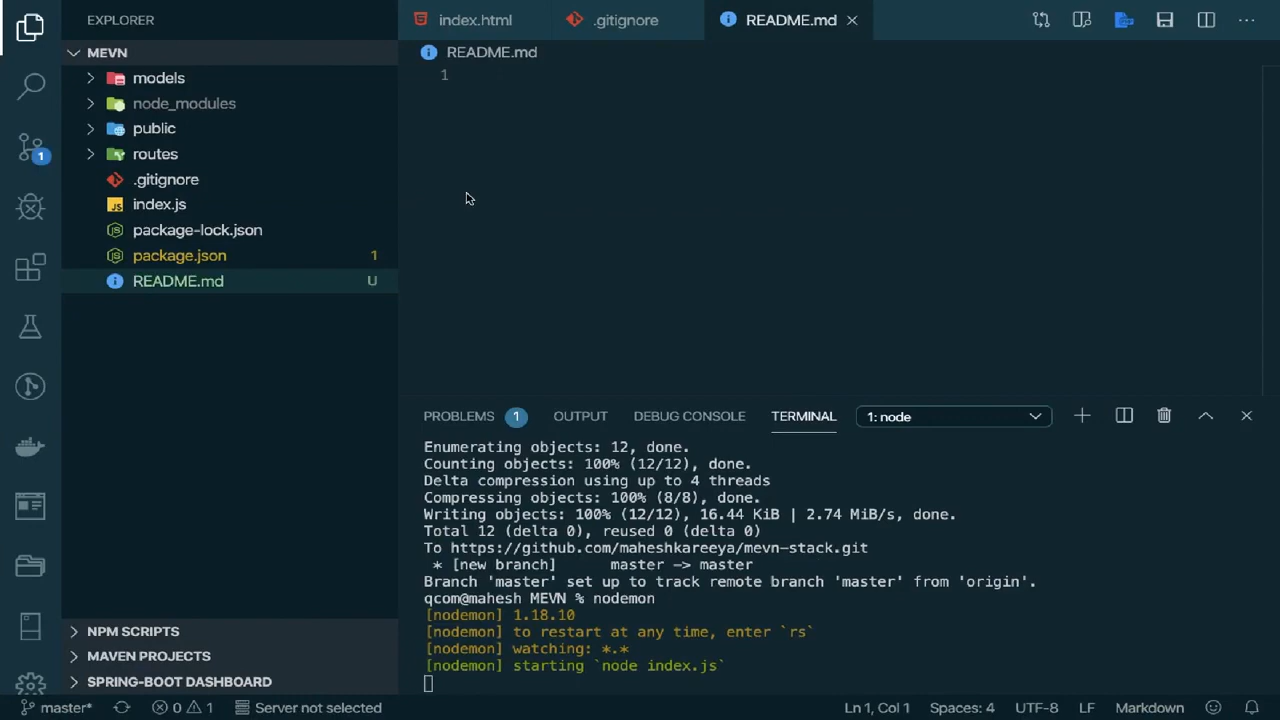 EXPLORER
MEVN
models
node_modules
public
routes
.gitignore
index.js
package-lock.json
package.json 1
README.md U
NPM SCRIPTS
MAVEN PROJECTS
SPRING-BOOT DASHBOARD
1
index.html .gitignore README.md
README.md
1
PROBLEMS 1 OUTPUT DEBUG CONSOLE TERMINAL 1: node
Enumerating objects: 12, done.
Counting objects: 100% (12/12), done.
Delta compression using up to 4 threads
Compressing objects: 100% (8/8), done.
Writing objects: 100% (12/12), 16.44 KiB | 2.74 MiB/s, done.
Total 12 (delta 0), reused 0 (delta 0)
To https://github.com/maheshkareeya/mevn-stack.git
* [new branch] master -> master
Branch 'master' set up to track remote branch 'master' from 'origin'.
qcom@mahesh MEVN % nodemon
[nodemon] 1.18.10
[nodemon] to restart at any time, enter `rs`
[nodemon] watching: *.*
[nodemon] starting `node index.js`
master* 0 1 Server not selected Ln 1, Col 1 Spaces: 4 UTF-8 LF Markdown